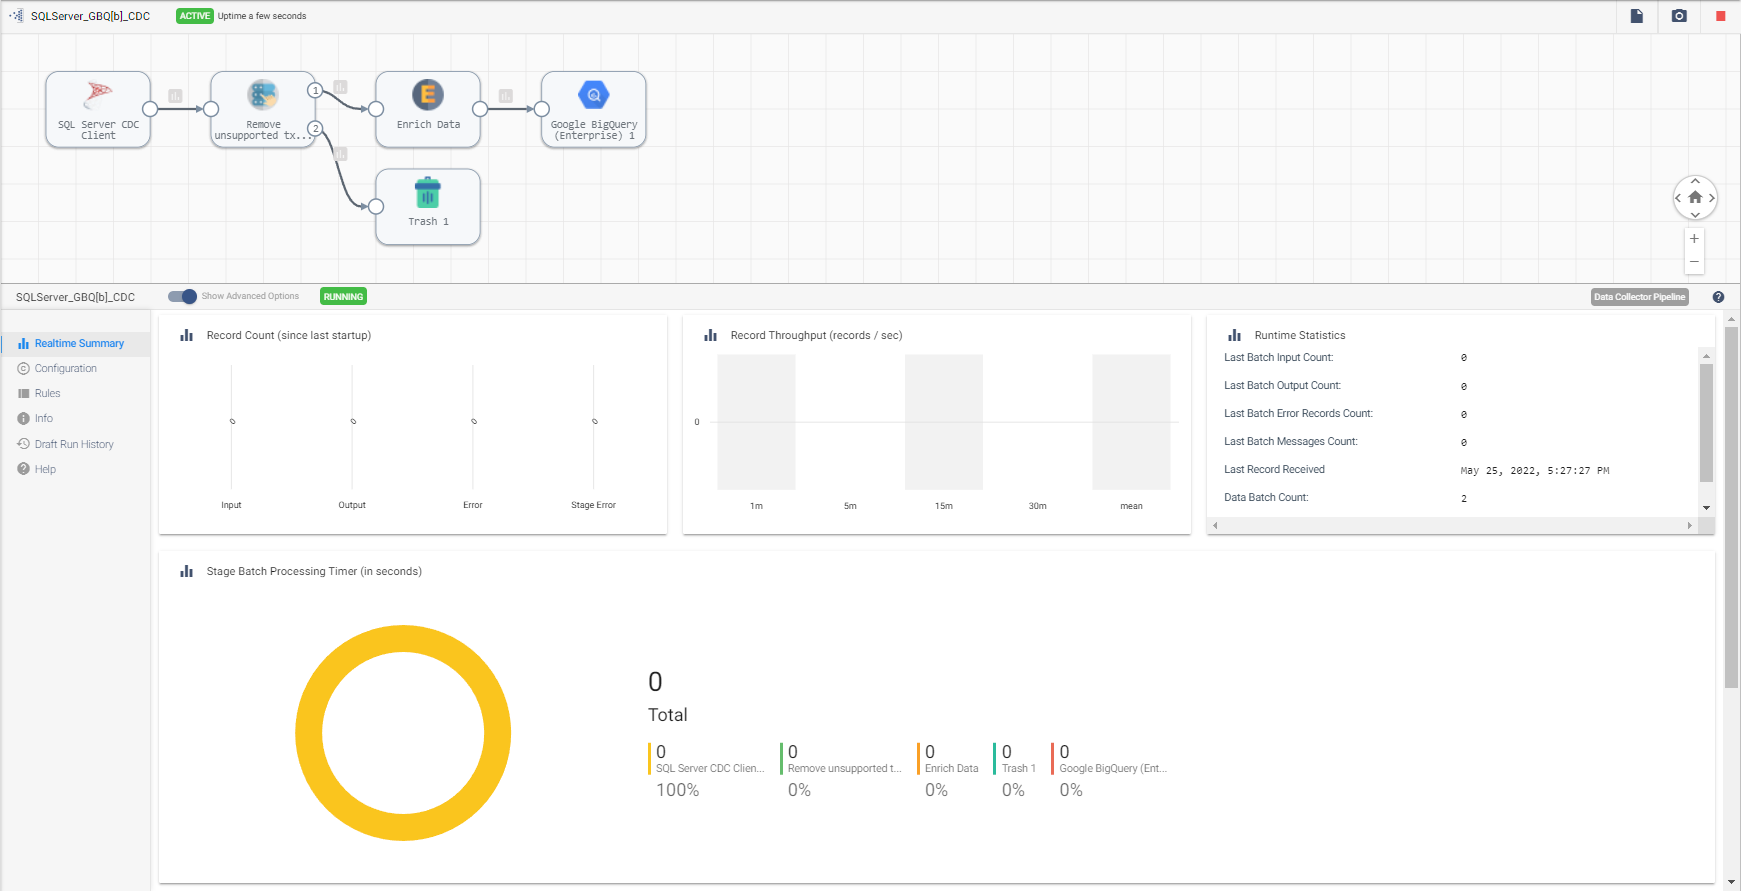 SQLServer_GBQ[b]_CDC
ACTIVE Uptime a few seconds
SQL Server CDC
Client
Remove
unsupported tx...
1
2
Enrich Data
Google BigQuery
(Enterprise) 1
Trash 1
SQLServer_GBQ[b]_CDC
Show Advanced Options
RUNNING
Data Collector Pipeline
Realtime Summary
Configuration
Rules
Info
Draft Run History
Help
Record Count (since last startup)
0 0 0 0
Input Output Error Stage Error
Record Throughput (records / sec)
0
1m 5m 15m 30m mean
Runtime Statistics
Last Batch Input Count: 0
Last Batch Output Count: 0
Last Batch Error Records Count: 0
Last Batch Messages Count: 0
Last Record Received May 25, 2022, 5:27:27 PM
Data Batch Count: 2
Stage Batch Processing Timer (in seconds)
0
Total
0 0 0 0 0
SQL Server CDC Clien... Remove unsupported t... Enrich Data Trash 1 Google BigQuery (Ent...
100% 0% 0% 0% 0%